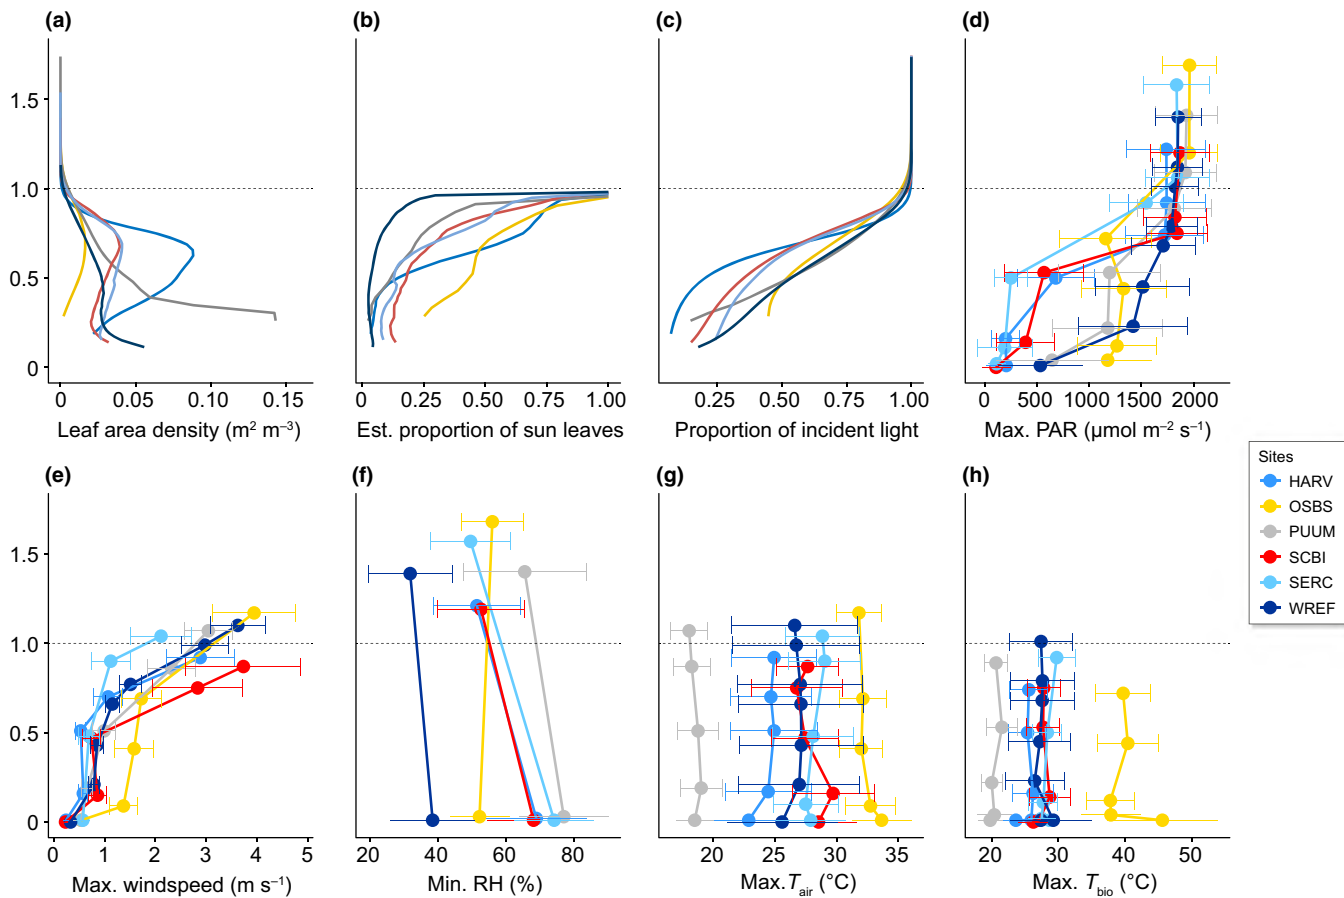 (a)
(b)
(c)
(d)
1.5
1.0
0.5
0
0 0.05 0.10 0.15
Leaf area density (m² m⁻³)
0 0.25 0.50 0.75 1.00
Est. proportion of sun leaves
0.25 0.50 0.75 1.00
Proportion of incident light
0 500 1000 1500 2000
Max. PAR (µmol m⁻² s⁻¹)
Sites
HARV
OSBS
PUUM
SCBI
SERC
WREF
(e)
(f)
(g)
(h)
1.5
1.0
0.5
0
0 1 2 3 4 5
Max. windspeed (m s⁻¹)
20 40 60 80
Min. RH (%)
20 25 30 35
Max.T air (°C)
20 30 40 50
Max. T bio (°C)